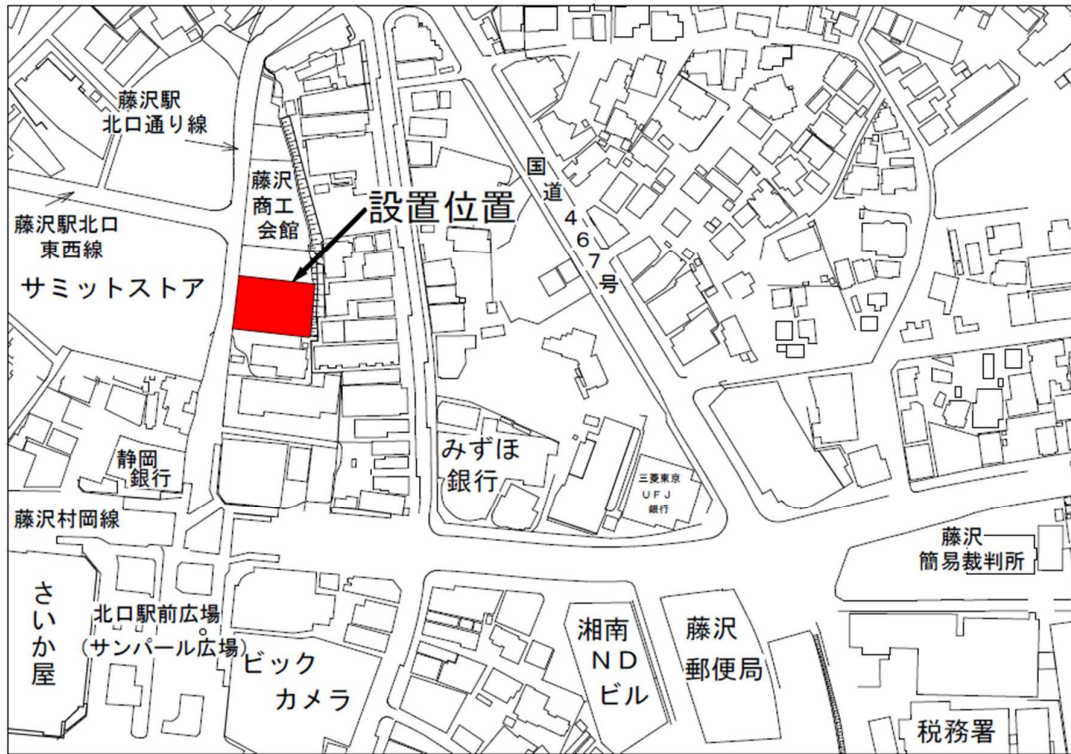 藤沢駅
北口通り線
藤沢
商工
会館
設置位置
国道467号
藤沢駅北口
東西線
サミットストア
静岡
銀行
みずほ
銀行
三菱東京
UFJ
銀行
藤沢村岡線
藤沢
簡易裁判所
さいか屋
北口駅前広場
(サンパール広場)
ビック
カメラ
湘南
ND
ビル
藤沢
郵便局
税務署